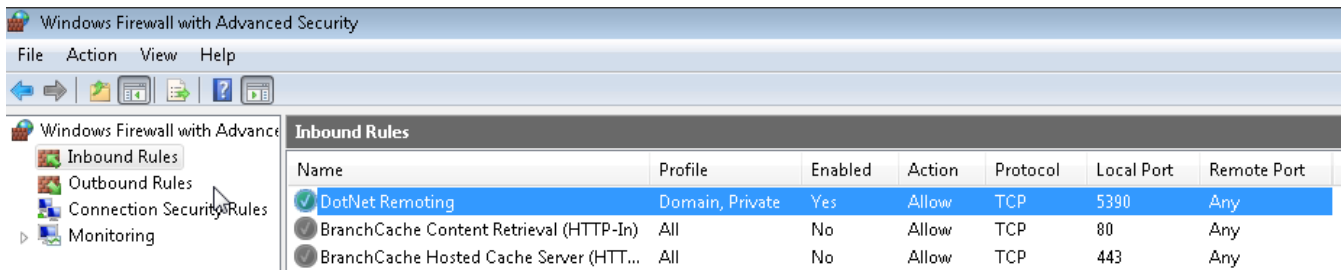 Windows Firewall with Advanced Security
File Action View Help
Windows Firewall with Advance
Inbound Rules
Outbound Rules
Connection Security Rules
Monitoring
Inbound Rules
Name Profile Enabled Action Protocol Local Port Remote Port
DotNet Remoting Domain, Private Yes Allow TCP 5390 Any
BranchCache Content Retrieval (HTTP-In) All No Allow TCP 80 Any
BranchCache Hosted Cache Server (HTT... All No Allow TCP 443 Any